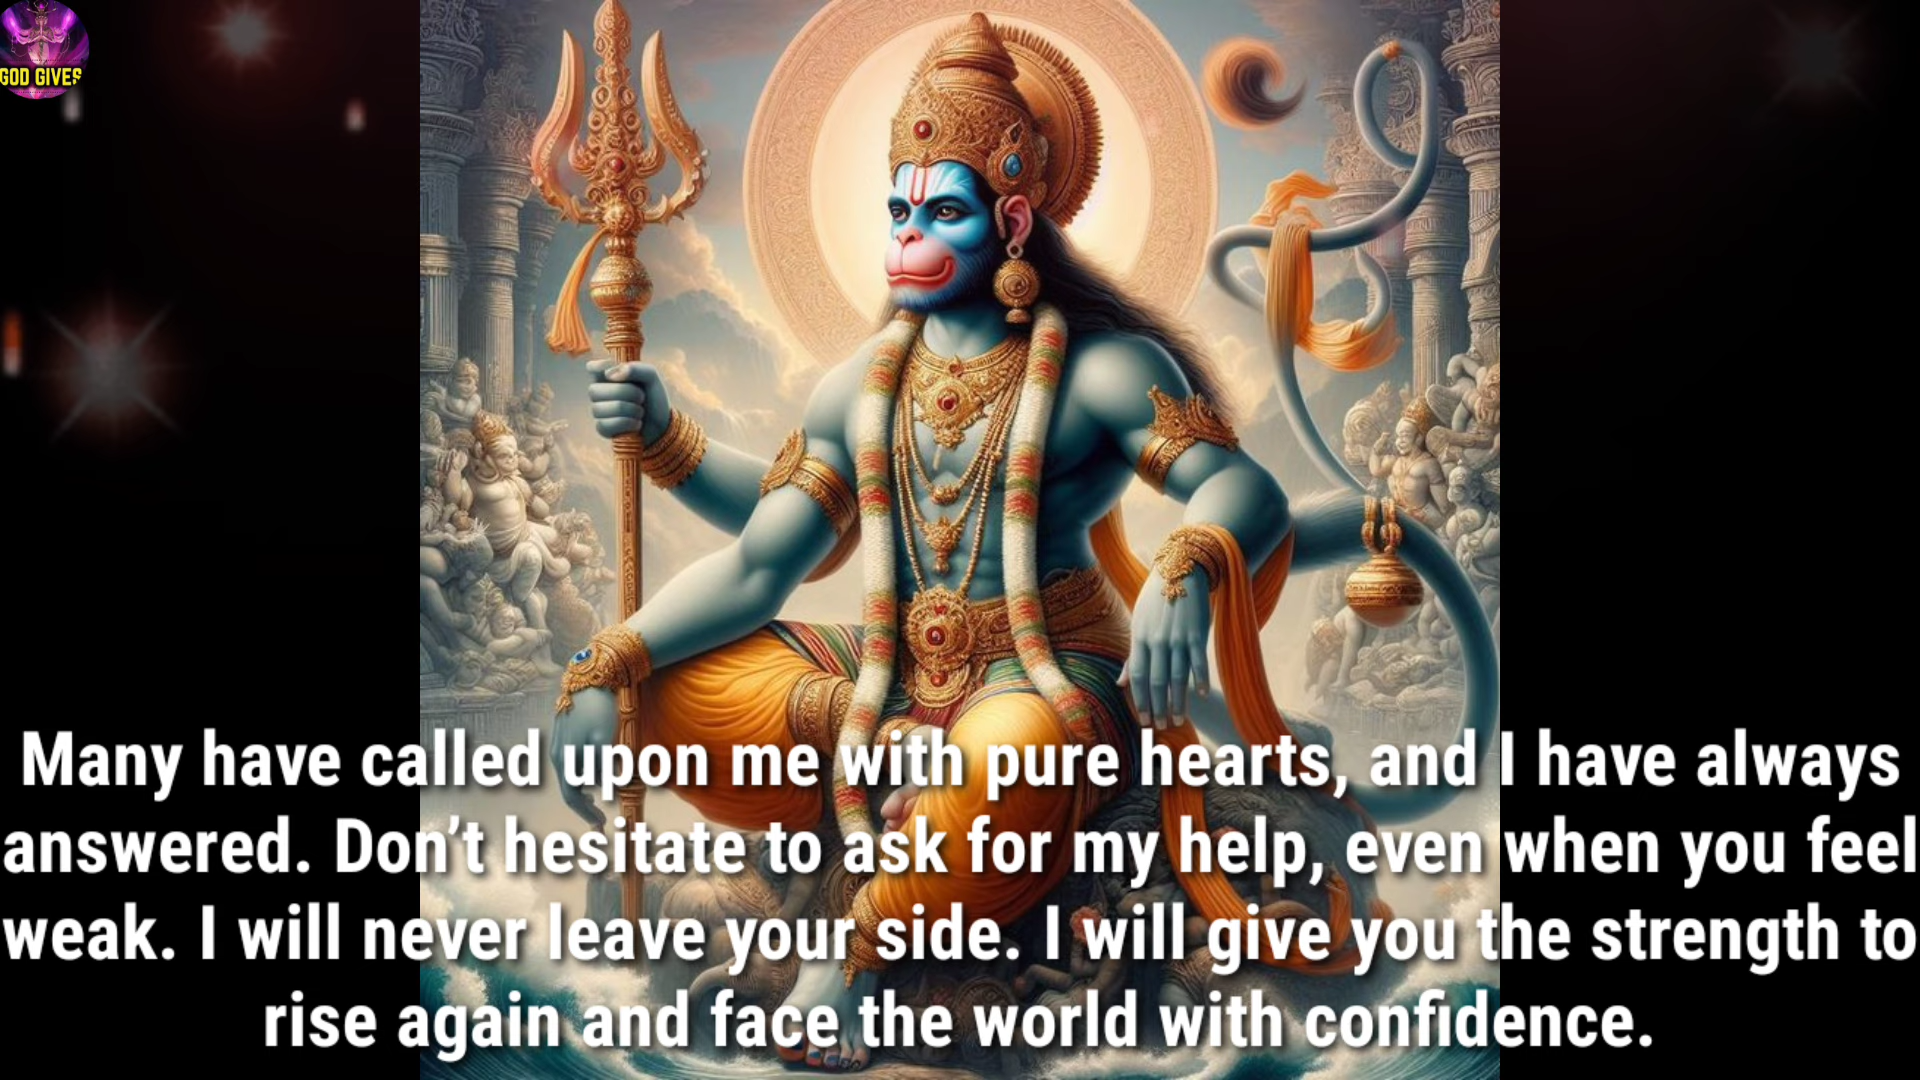 GOD GIVES
Many have called upon me with pure hearts, and I have always
answered. Don’t hesitate to ask for my help, even when you feel
weak. I will never leave your side. I will give you the strength to
rise again and face the world with confidence.